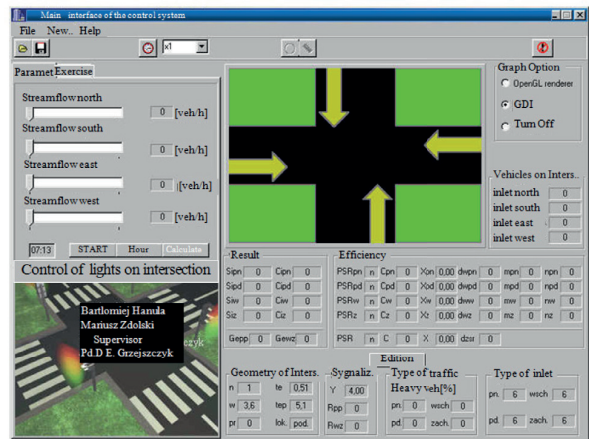 Main interface of the control system
File New.. Help
x1
Paramet Exercise
Streamflow north
0 [veh/h]
Streamflow south
0 [veh/h]
Streamflow east
0 [veh/h]
Streamflow west
0 [veh/h]
07:13 START Hour Calculate
Control of lights on intersection
Bartlomiej Hanula
Mariusz Zdolski
Supervisor
Pd.D E. Grzejszczyk
czyk
Graph Option
OpenGL renderer
GDI
Turn Off
Vehicles on Inters..
inlet north 0
inlet south 0
inlet east 0
inlet west 0
Result
Sipn 0 Cipn 0
Sipd 0 Cipd 0
Siw 0 Ciw 0
Siz 0 Ciz 0
Gepp 0 Gewz 0
Efficiency
PSRpn n Cpn 0 Xpn 0,00 dwpn 0 mpn 0 npn 0
PSRpd n Cpd 0 Xpd 0,00 dwpd 0 mpd 0 npd 0
PSRw n Cw 0 Xw 0,00 dww 0 mw 0 nw 0
PSRz n Cz 0 Xz 0,00 dwz 0 mz 0 nz 0
PSR n C 0 X 0,00 dzsr 0
Edition
Geometry of Inters.
n 1 te 0,51
w 3,6 tep 5,1
pr 0 lok. pod.
Sygnaliz.
Y 4,00
Rpp 0
Rwz 0
Type of traffic
Heavy veh[%]
pn. 0 wsch 0
pd. 0 zach. 0
Type of inlet
pn. 6 wsch 6
pd. 6 zach. 6